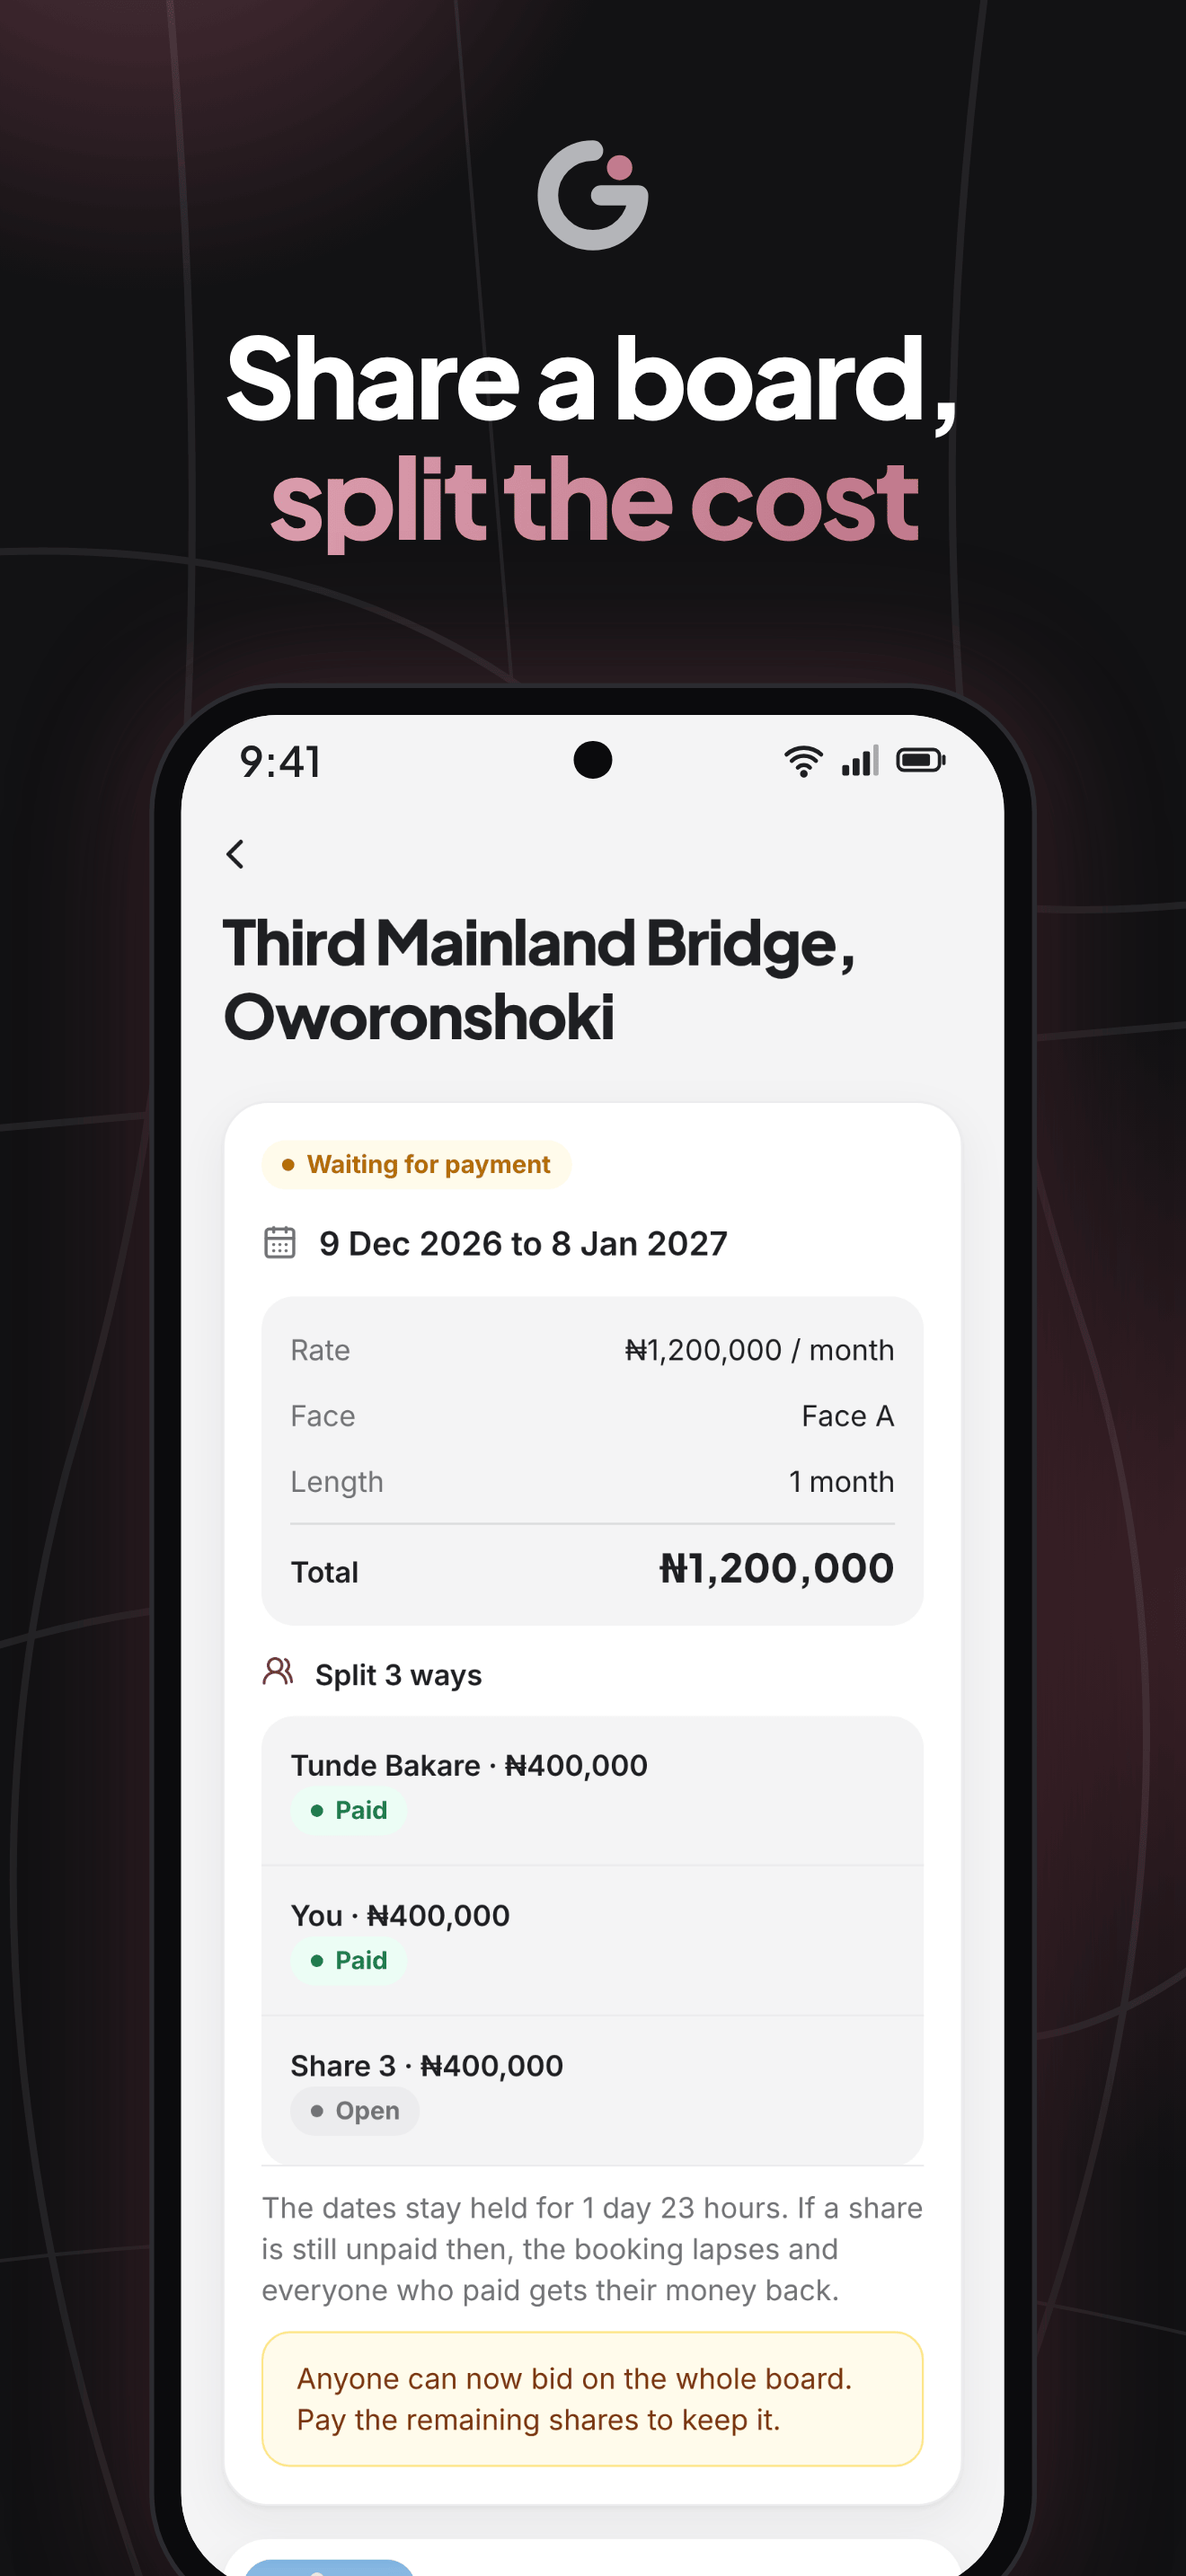 Share a board,
split the cost
9:41
Third Mainland Bridge,
Oworonshoki
Waiting for payment
9 Dec 2026 to 8 Jan 2027
Rate ₦1,200,000 / month
Face Face A
Length 1 month
Total ₦1,200,000
Split 3 ways
Tunde Bakare · ₦400,000
Paid
You · ₦400,000
Paid
Share 3 · ₦400,000
Open
The dates stay held for 1 day 23 hours. If a share
is still unpaid then, the booking lapses and
everyone who paid gets their money back.
Anyone can now bid on the whole board.
Pay the remaining shares to keep it.